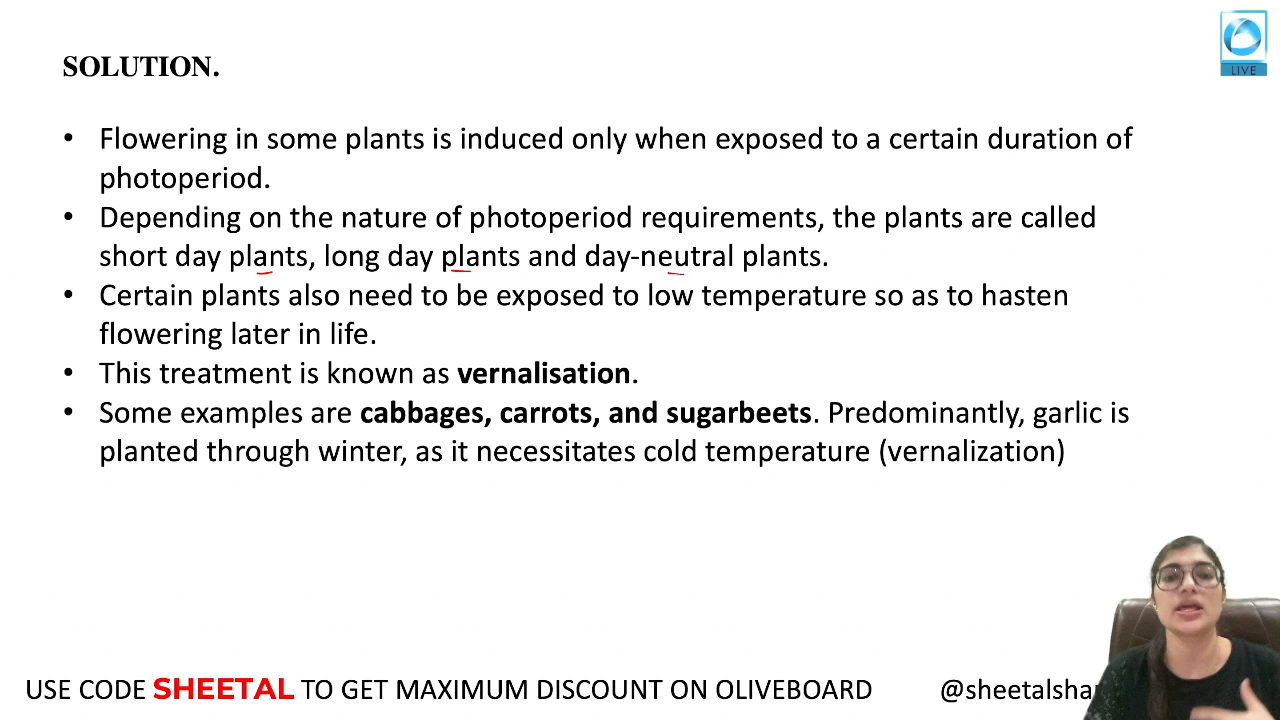 LIVE
SOLUTION.
• Flowering in some plants is induced only when exposed to a certain duration of
photoperiod.
• Depending on the nature of photoperiod requirements, the plants are called
short day plants, long day plants and day-neutral plants.
• Certain plants also need to be exposed to low temperature so as to hasten
flowering later in life.
• This treatment is known as vernalisation.
• Some examples are cabbages, carrots, and sugarbeets. Predominantly, garlic is
planted through winter, as it necessitates cold temperature (vernalization)
USE CODE SHEETAL TO GET MAXIMUM DISCOUNT ON OLIVEBOARD